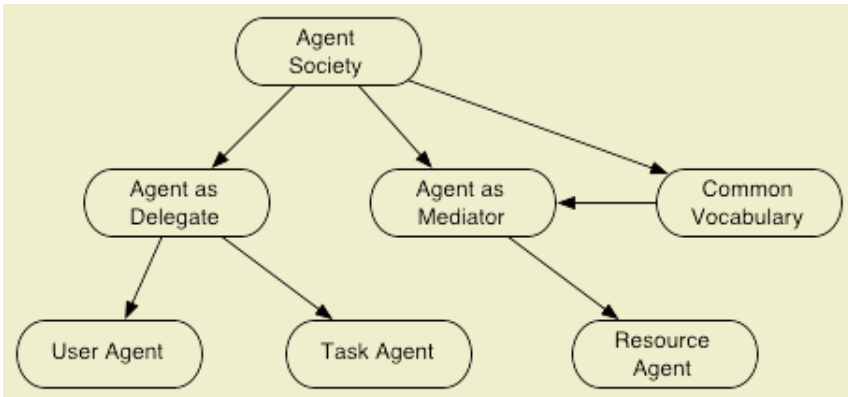 Agent
Society
Agent as
Delegate
Agent as
Mediator
Common
Vocabulary
User Agent
Task Agent
Resource
Agent